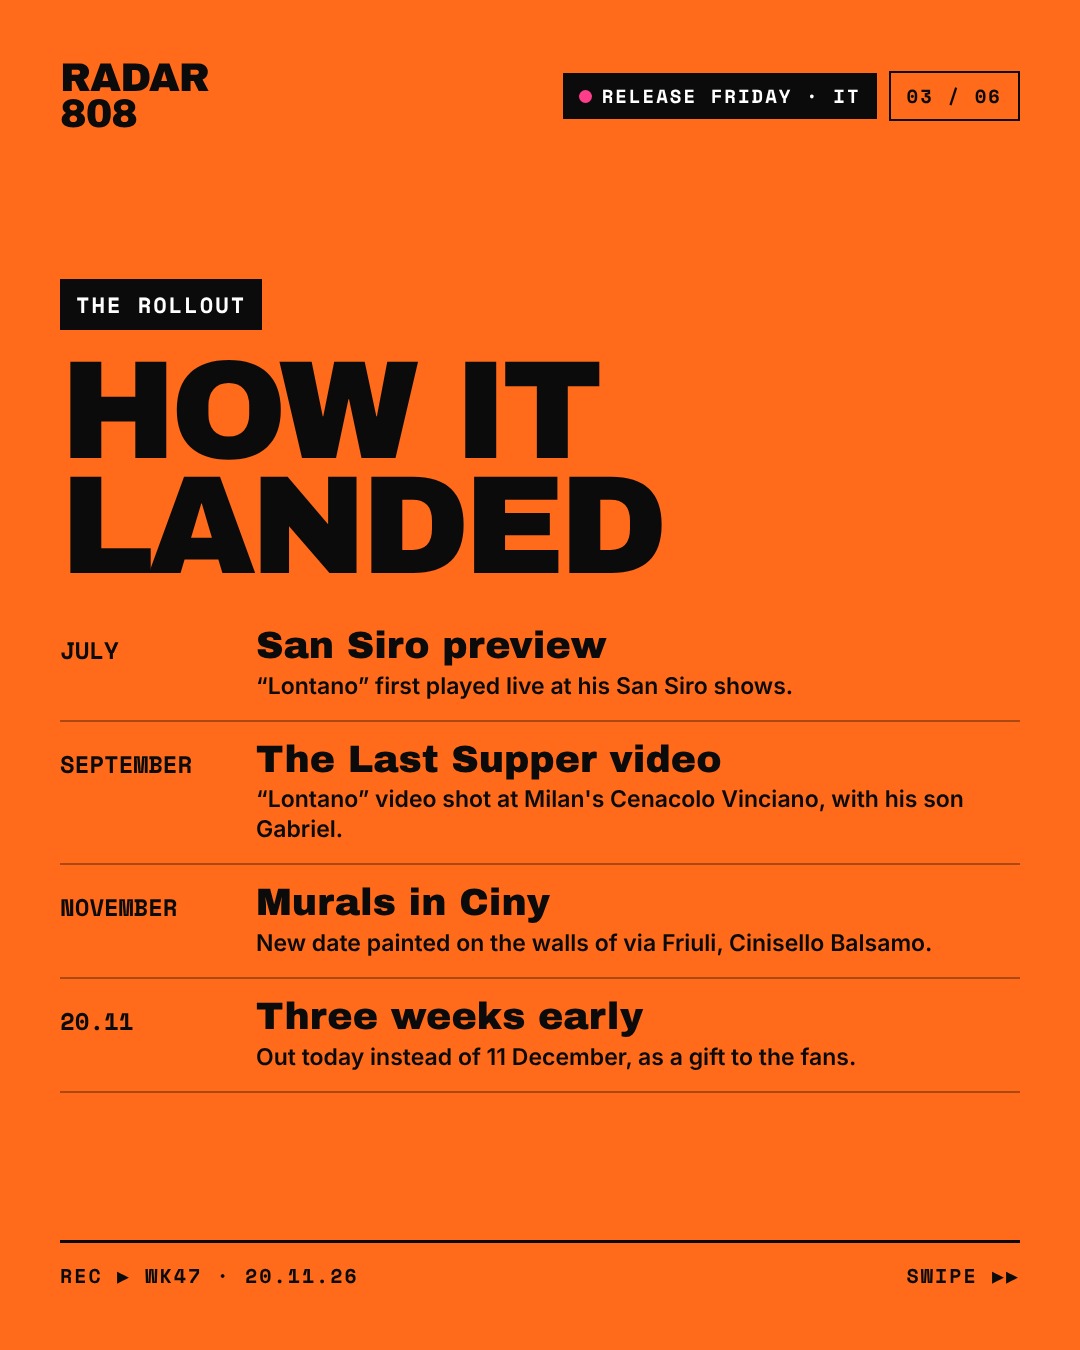 RADAR
808
RELEASE FRIDAY · IT
03 / 06
THE ROLLOUT
HOW IT
LANDED
JULY
San Siro preview
“Lontano” first played live at his San Siro shows.
SEPTEMBER
The Last Supper video
“Lontano” video shot at Milan's Cenacolo Vinciano, with his son
Gabriel.
NOVEMBER
Murals in Ciny
New date painted on the walls of via Friuli, Cinisello Balsamo.
20.11
Three weeks early
Out today instead of 11 December, as a gift to the fans.
REC ▶ WK47 · 20.11.26
SWIPE ▶▶